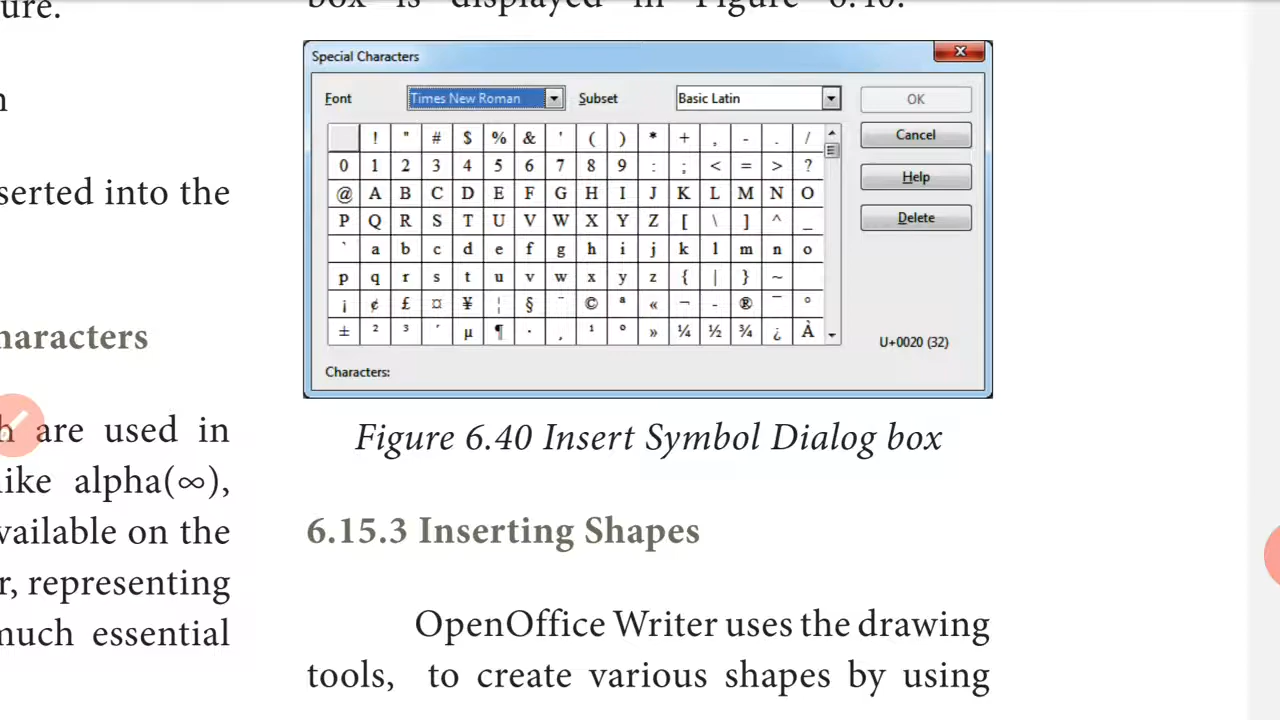 ure.
n
serted into the
haracters
h are used in
like alpha(∞),
vailable on the
r, representing
much essential
box is displayed in Figure 6.40.
Special Characters
Font Times New Roman Subset Basic Latin OK
Cancel
Help
Delete
! " # $ % & ' ( ) * + , - . /
0 1 2 3 4 5 6 7 8 9 : ; < = > ?
@ A B C D E F G H I J K L M N O
P Q R S T U V W X Y Z [ \ ] ^ _
` a b c d e f g h i j k l m n o
p q r s t u v w x y z { | } ~
¡ ¢ £ ¤ ¥ ¦ § ¨ © ª « ¬ - ® ¯ °
± ² ³ ´ µ ¶ · ¸ ¹ º » ¼ ½ ¾ ¿ À
U+0020 (32)
Characters:
Figure 6.40 Insert Symbol Dialog box
6.15.3 Inserting Shapes
OpenOffice Writer uses the drawing
tools, to create various shapes by using